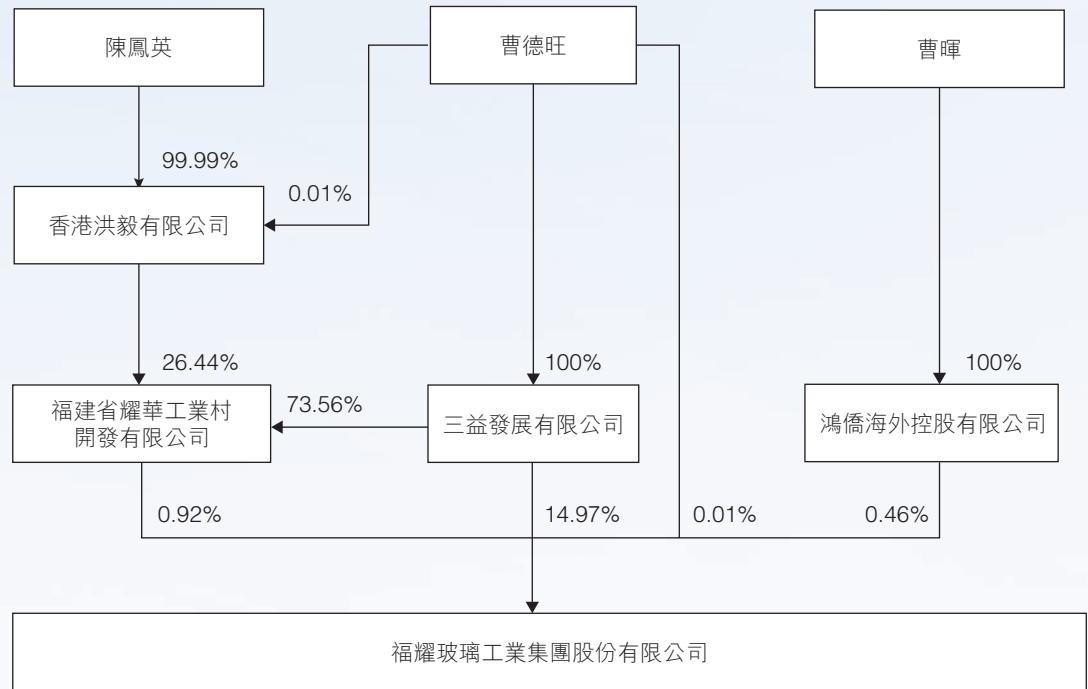 陳鳳英
曹德旺
曹暉
99.99%
0.01%
香港洪毅有限公司
26.44%
100%
100%
福建省耀華工業村
開發有限公司
73.56%
三益發展有限公司
鴻僑海外控股有限公司
0.92%
14.97%
0.01%
0.46%
福耀玻璃工業集團股份有限公司